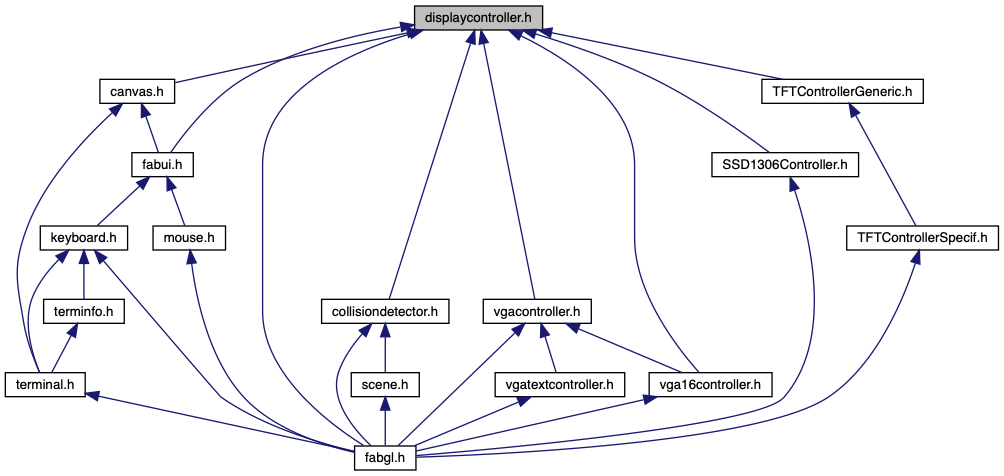 displaycontroller.h
canvas.h
TFTControllerGeneric.h
fabui.h
SSD1306Controller.h
keyboard.h
mouse.h
TFTControllerSpecif.h
terminfo.h
collisiondetector.h
vgacontroller.h
terminal.h
scene.h
vgatextcontroller.h
vga16controller.h
fabgl.h